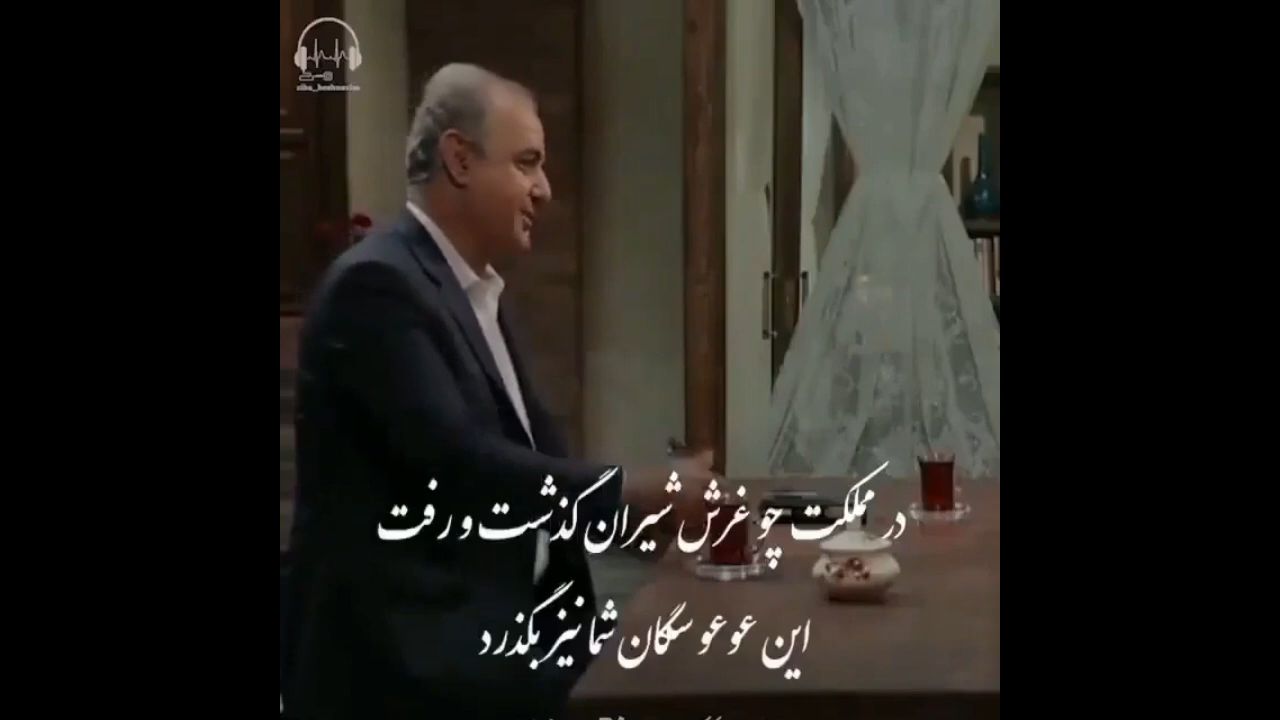 در مملکت چو غرش شیران گذشت و رفت
این عوعو سگان شما نیز بگذرد